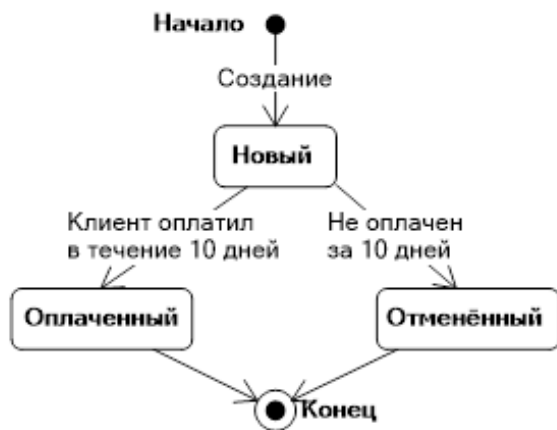 Начало
Создание
Новый
Клиент оплатил
в течение 10 дней
Не оплачен
за 10 дней
Оплаченный
Отменённый
Конец